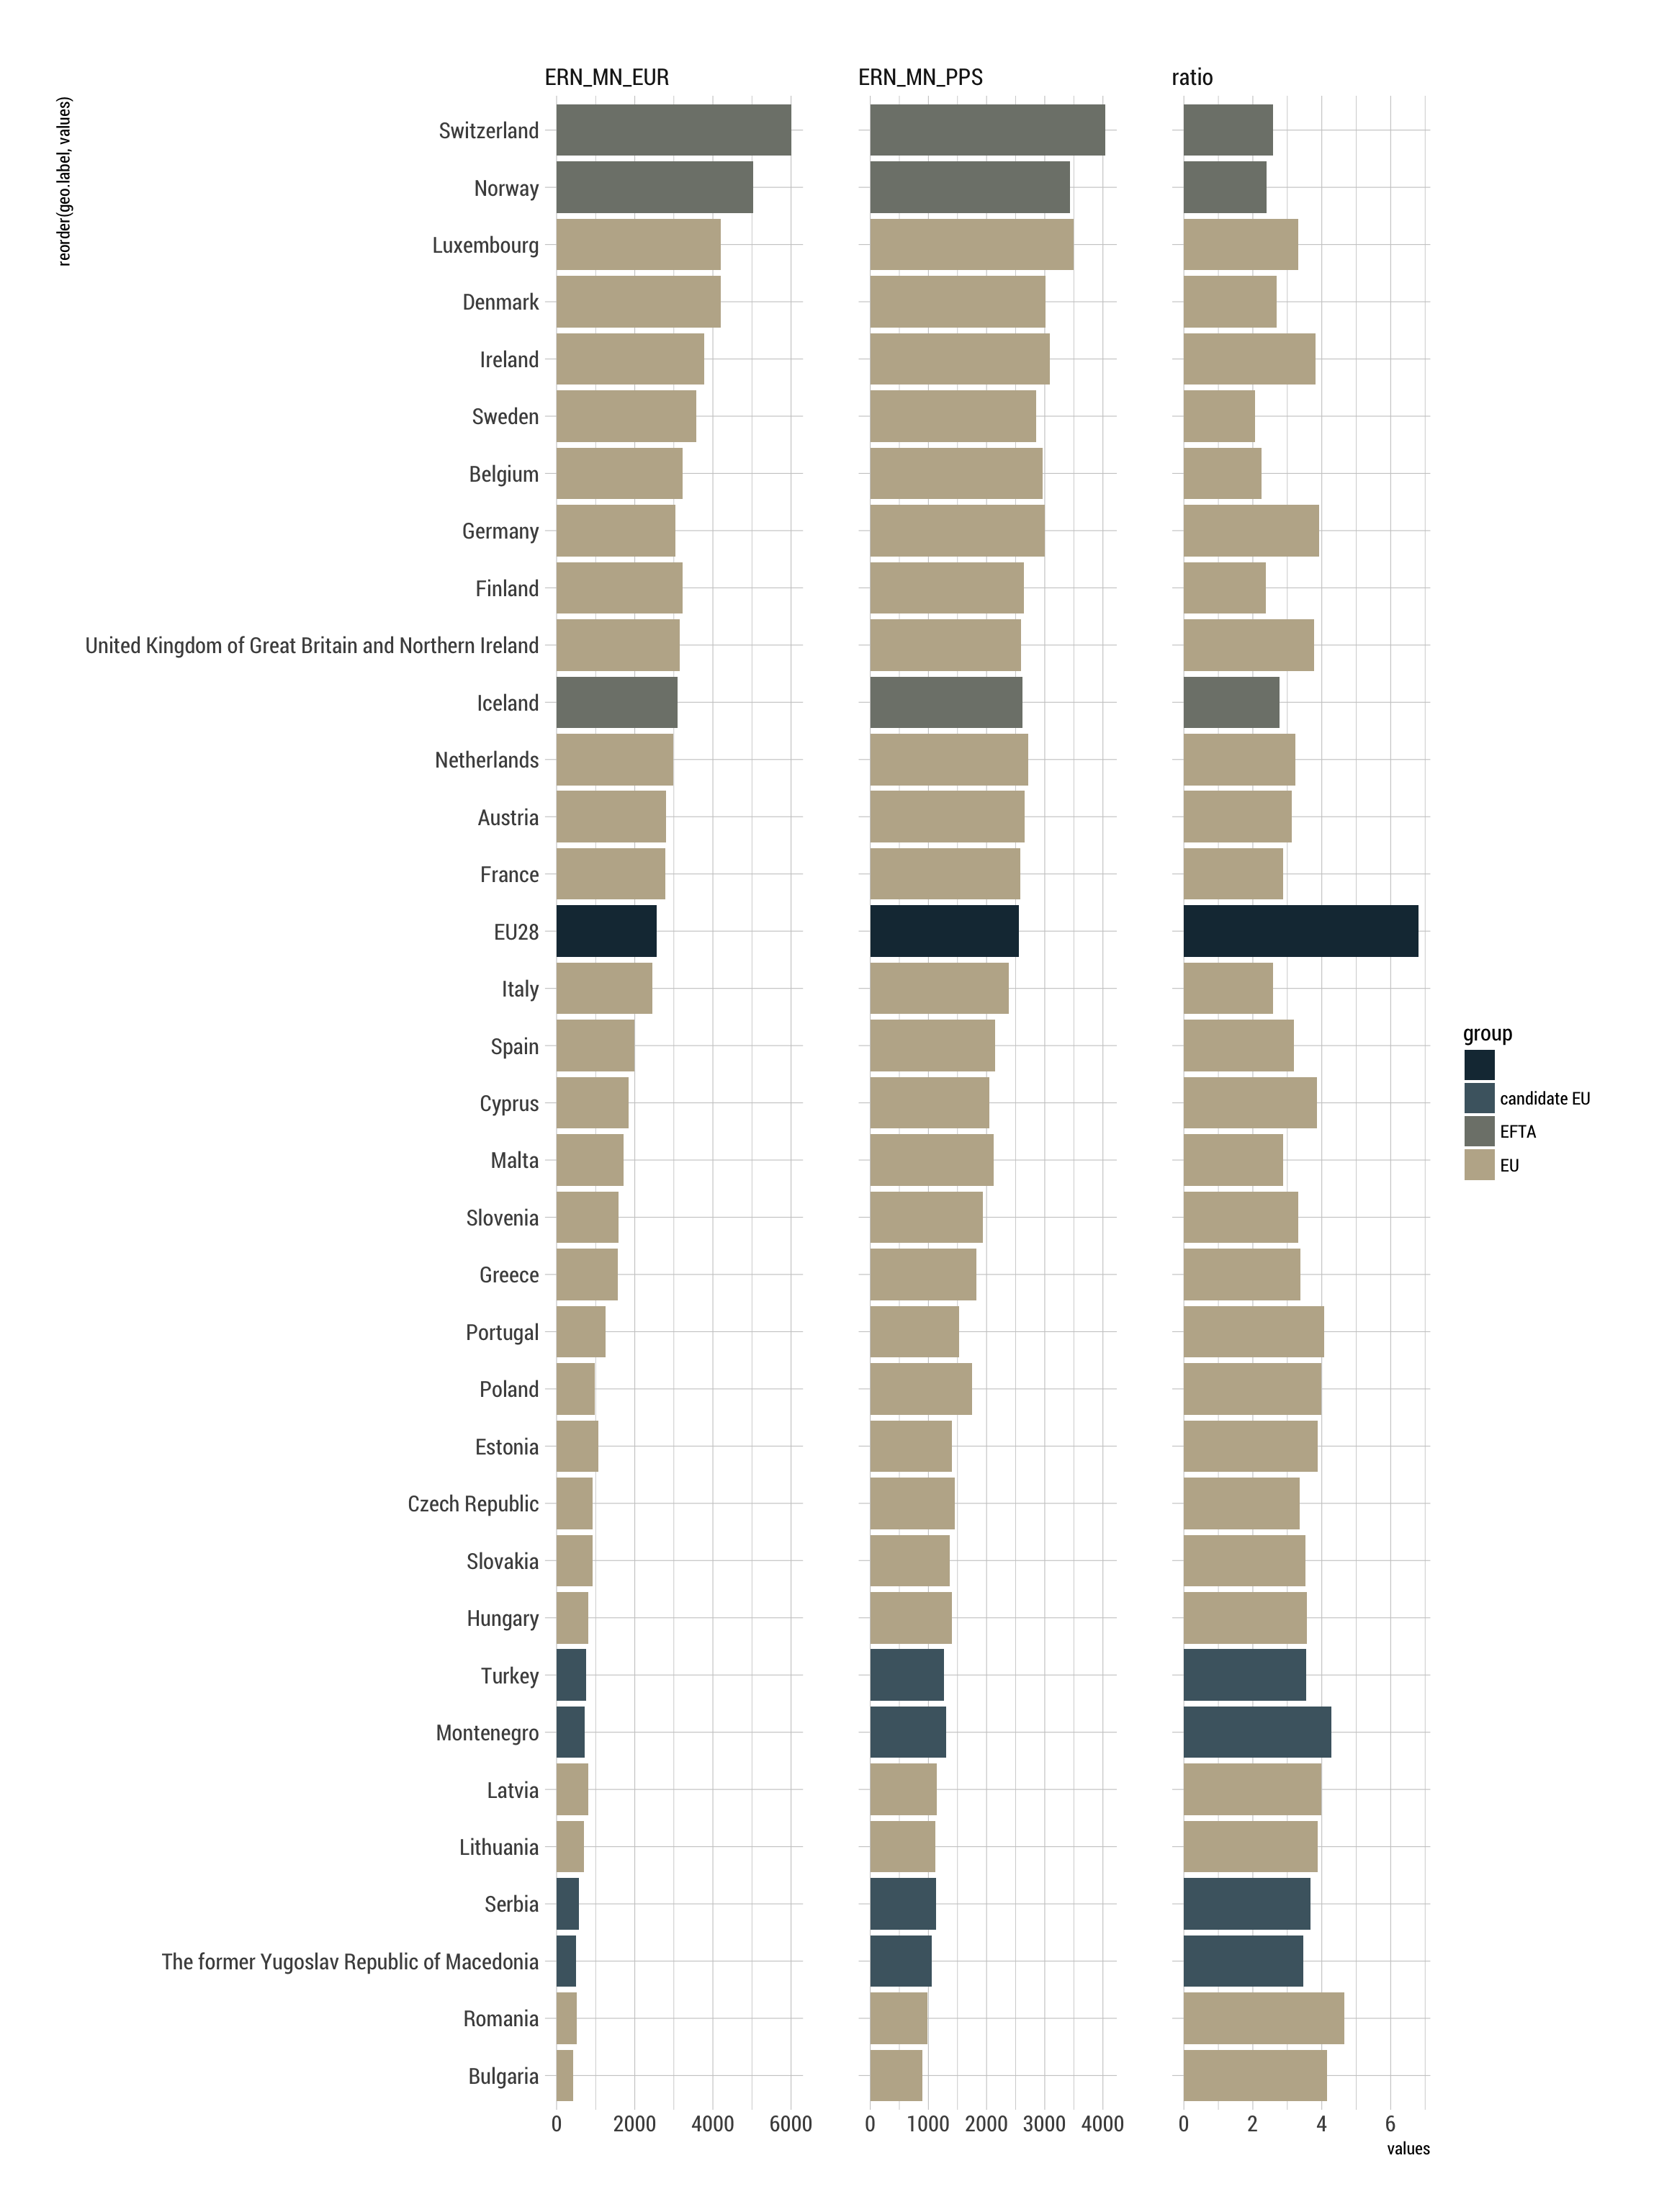 ERN_MN_EUR ERN_MN_PPS ratio
reorder(geo.label, values)
Switzerland
Norway
Luxembourg
Denmark
Ireland
Sweden
Belgium
Germany
Finland
United Kingdom of Great Britain and Northern Ireland
Iceland
Netherlands
Austria
France
EU28
Italy
Spain
Cyprus
Malta
Slovenia
Greece
Portugal
Poland
Estonia
Czech Republic
Slovakia
Hungary
Turkey
Montenegro
Latvia
Lithuania
Serbia
The former Yugoslav Republic of Macedonia
Romania
Bulgaria
0 2000 4000 6000 0 1000 2000 3000 4000 0 2 4 6
values
group
candidate EU
EFTA
EU